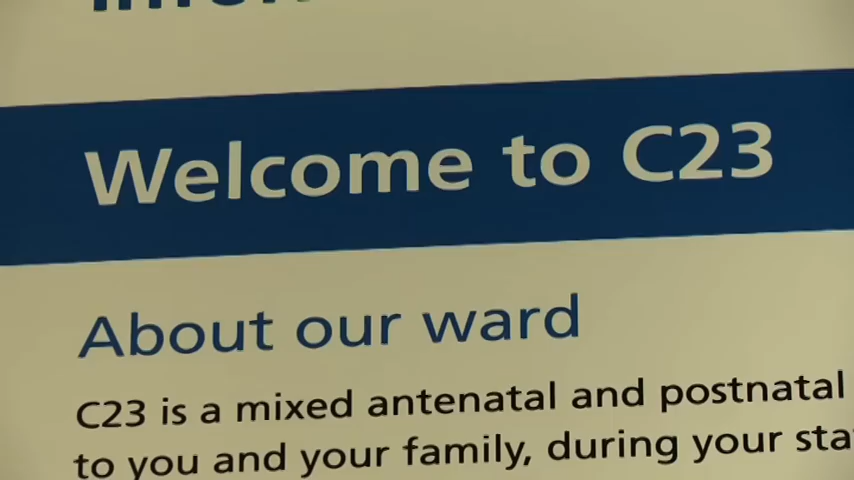 Welcome to C23
About our ward
C23 is a mixed antenatal and postnatal
to you and your family, during your